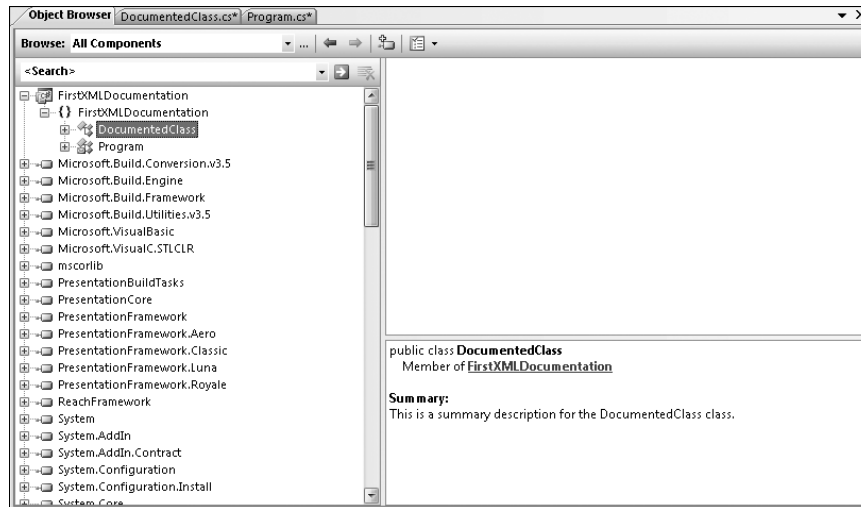 Object Browser DocumentedClass.cs* Program.cs*
Browse: All Components ...
<Search>
FirstXMLDocumentation
{} FirstXMLDocumentation
DocumentedClass
Program
Microsoft.Build.Conversion.v3.5
Microsoft.Build.Engine
Microsoft.Build.Framework
Microsoft.Build.Utilities.v3.5
Microsoft.VisualBasic
Microsoft.VisualC.STLCLR
mscorlib
PresentationBuildTasks
PresentationCore
PresentationFramework
PresentationFramework.Aero
PresentationFramework.Classic
PresentationFramework.Luna
PresentationFramework.Royale
ReachFramework
System
System.AddIn
System.AddIn.Contract
System.Configuration
System.Configuration.Install
System.Core
public class DocumentedClass
Member of FirstXMLDocumentation
Summary:
This is a summary description for the DocumentedClass class.